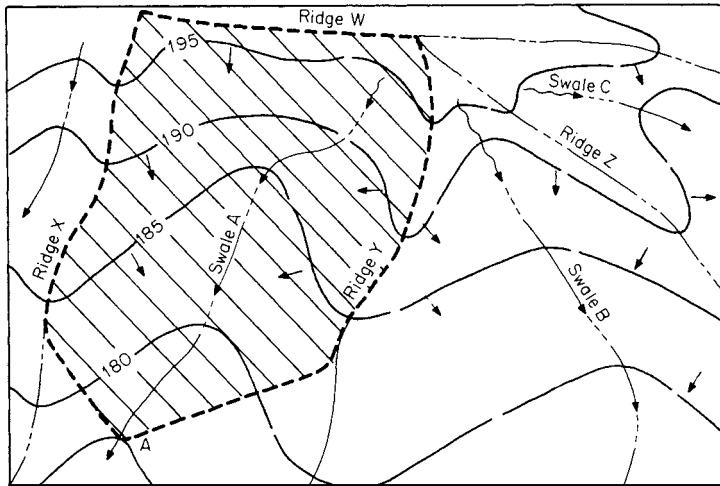 Ridge W
195
Swale C
190
Ridge Z
185
Swale A
Ridge X
Ridge Y
Swale B
180
A